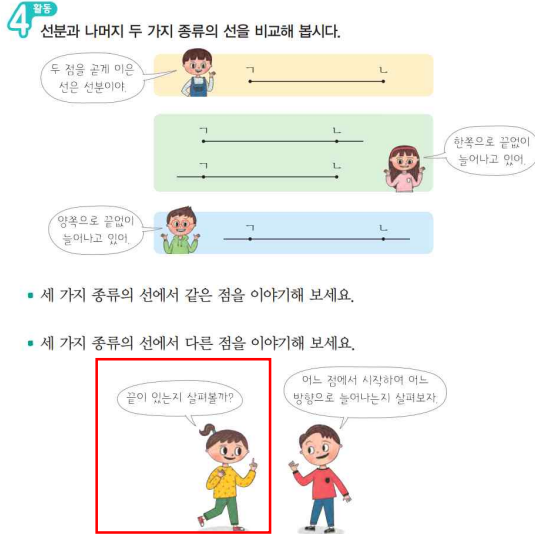 4 활동
선분과 나머지 두 가지 종류의 선을 비교해 봅시다.
두 점을 곧게 이은
선은 선분이야.
ㄱ ㄴ
ㄱ ㄴ
ㄱ ㄴ
한쪽으로 끝없이
늘어나고 있어.
양쪽으로 끝없이
늘어나고 있어.
ㄱ ㄴ
▪ 세 가지 종류의 선에서 같은 점을 이야기해 보세요.
▪ 세 가지 종류의 선에서 다른 점을 이야기해 보세요.
끝이 있는지 살펴볼까?
어느 점에서 시작하여 어느
방향으로 늘어나는지 살펴보자.